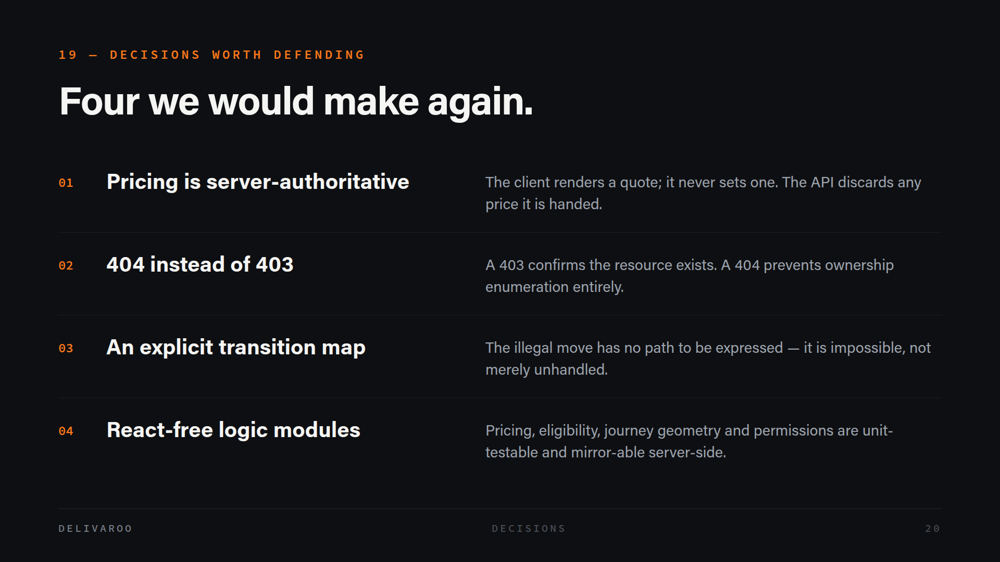 19 — DECISIONS WORTH DEFENDING
Four we would make again.
01
Pricing is server-authoritative
The client renders a quote; it never sets one. The API discards any
price it is handed.
02
404 instead of 403
A 403 confirms the resource exists. A 404 prevents ownership
enumeration entirely.
03
An explicit transition map
The illegal move has no path to be expressed — it is impossible, not
merely unhandled.
04
React-free logic modules
Pricing, eligibility, journey geometry and permissions are unit-
testable and mirror-able server-side.
DELIVAROO
DECISIONS
20